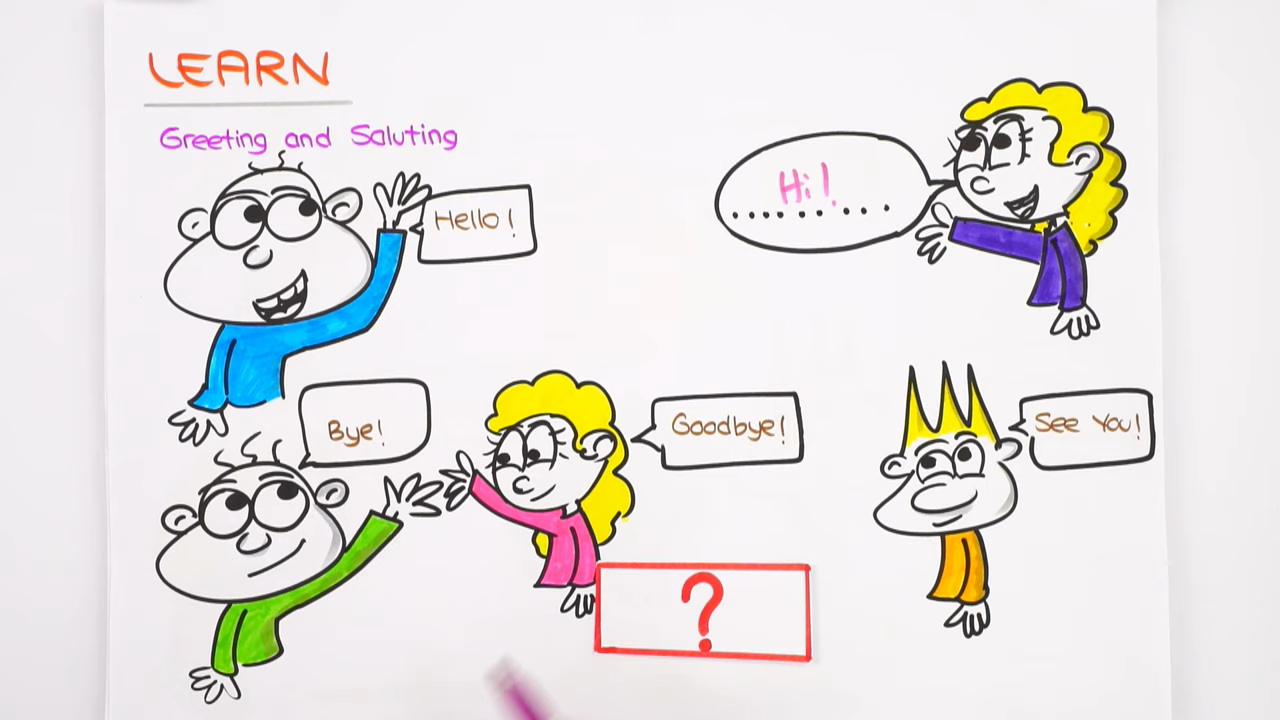 LEARN
Greeting and Saluting
Hello!
Hi!
..........
Bye!
Goodbye!
See You!
?